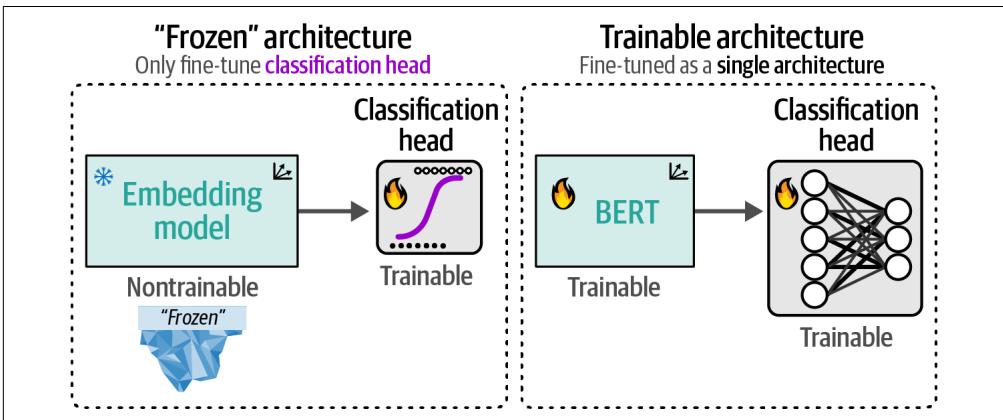 “Frozen” architecture
Only fine-tune classification head
Classification
head
Embedding
model
Nontrainable
“Frozen”
Trainable
Trainable architecture
Fine-tuned as a single architecture
Classification
head
BERT
Trainable
Trainable